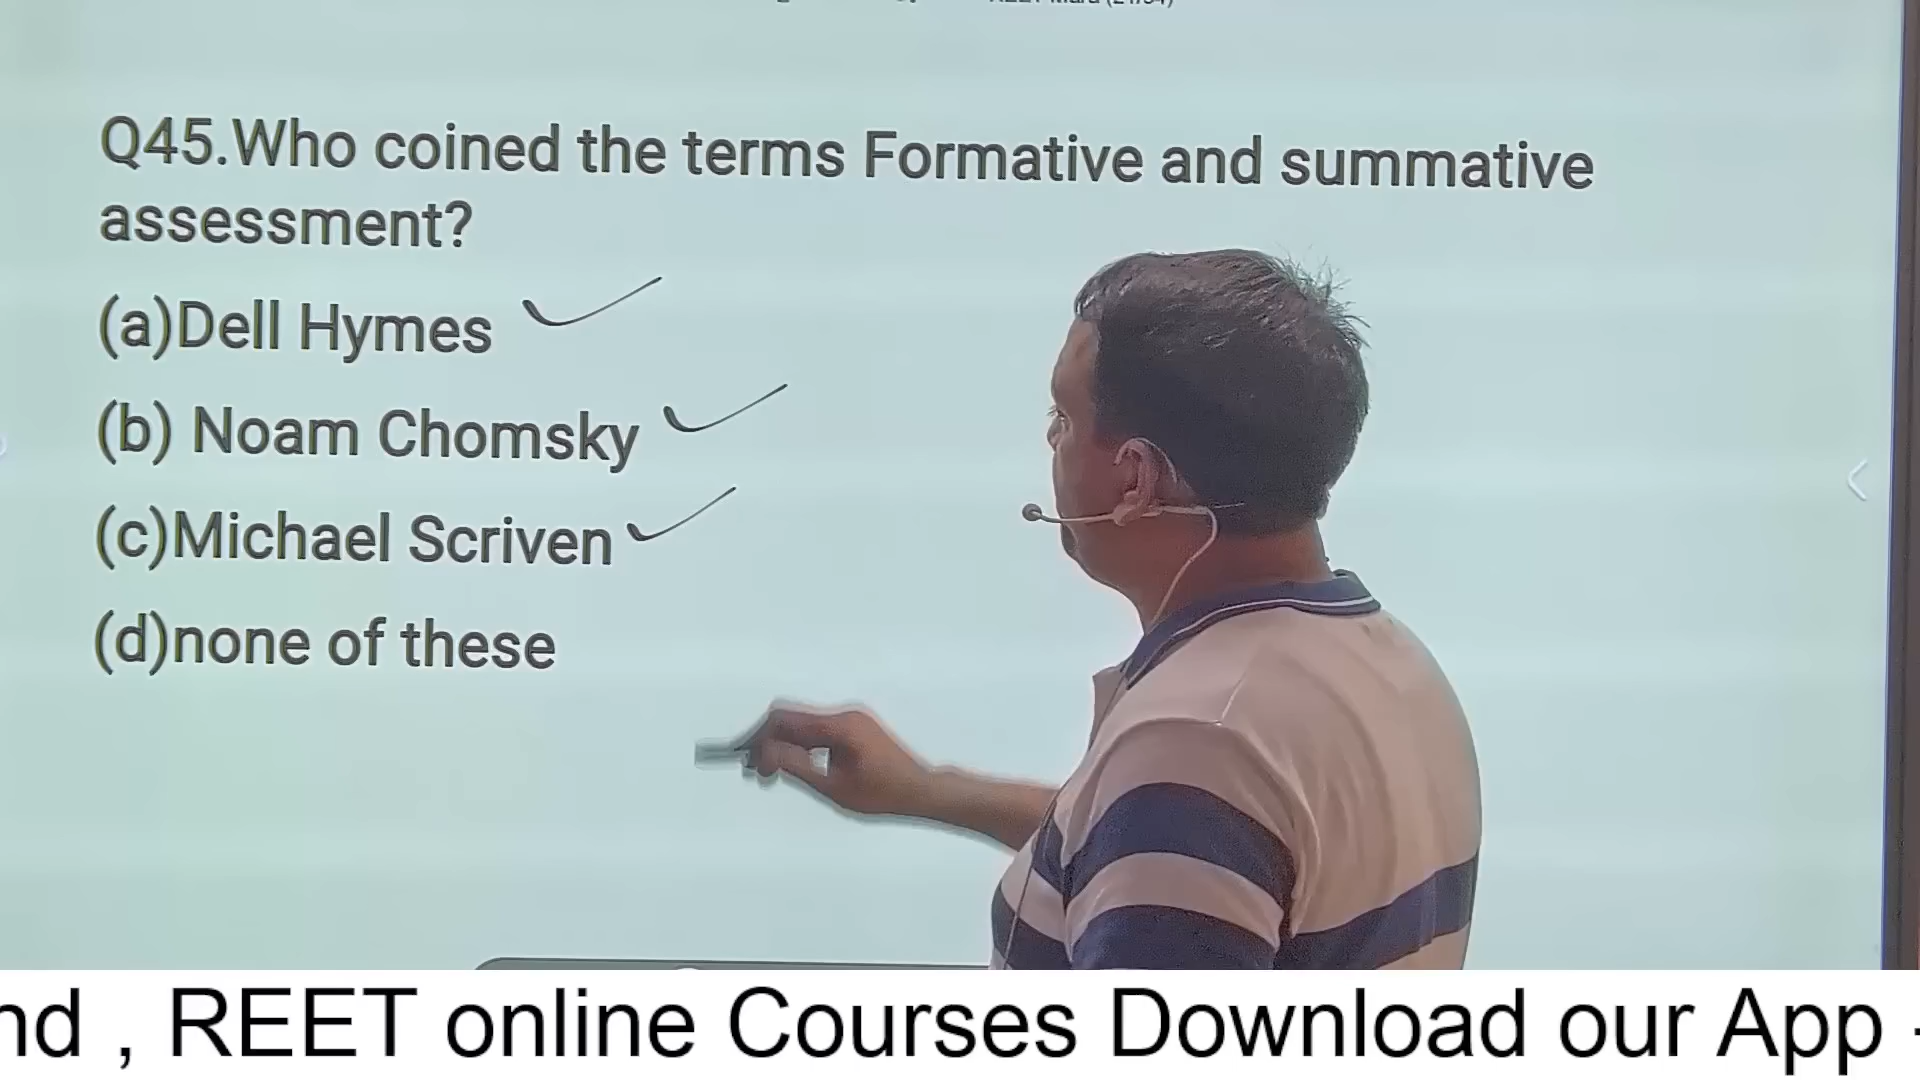 Q45.Who coined the terms Formative and summative
assessment?
(a)Dell Hymes
(b) Noam Chomsky
(c)Michael Scriven
(d)none of these
, REET online Courses Download our App -